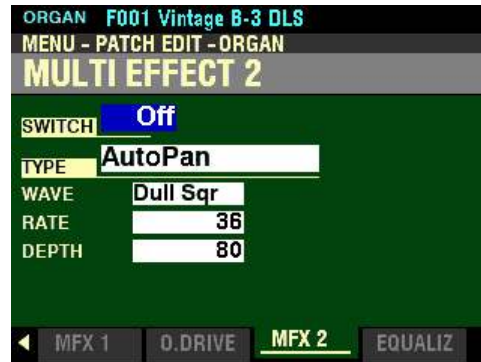 ORGAN F001 Vintage B-3 DLS
MENU - PATCH EDIT - ORGAN
MULTI EFFECT 2
SWITCH Off
TYPE AutoPan
WAVE Dull Sqr
RATE 36
DEPTH 80
MFX 1 O.DRIVE MFX 2 EQUALIZ